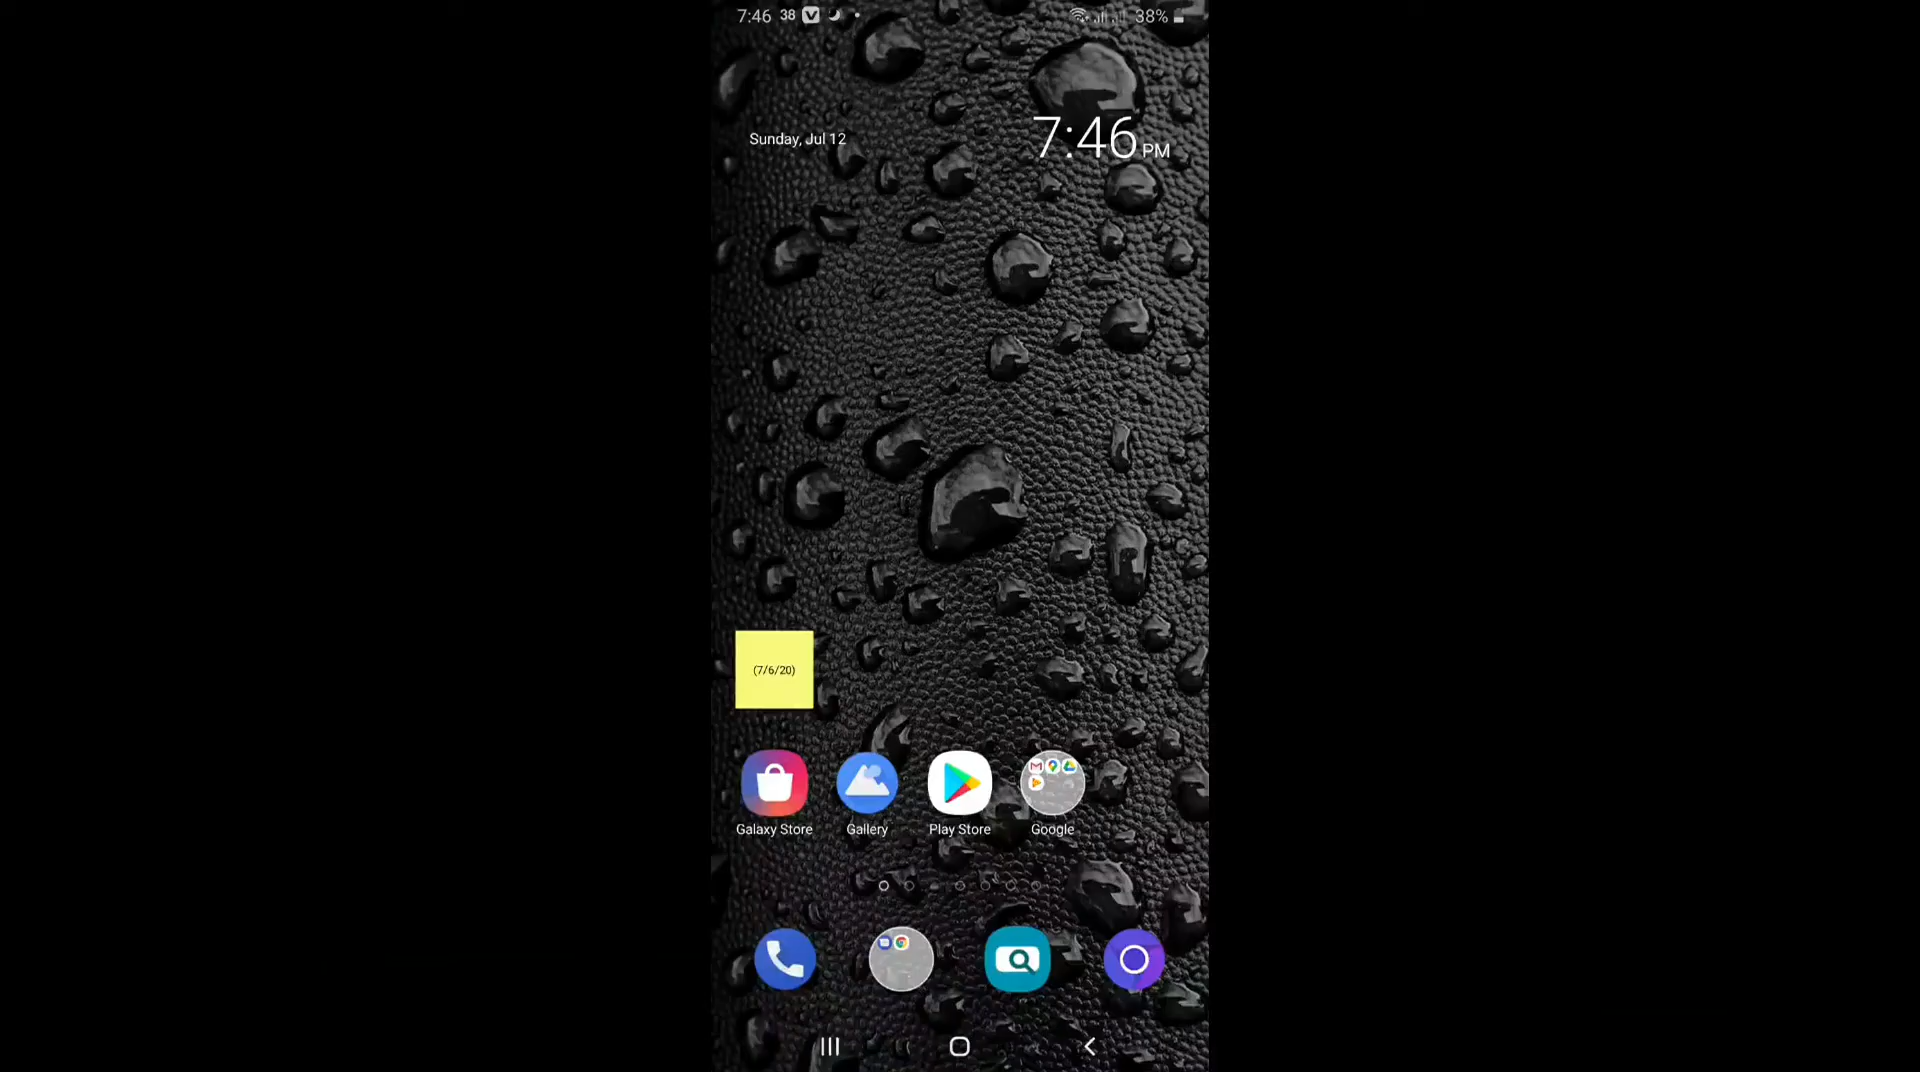 7:46 38 38%
Sunday, Jul 12
7:46 PM
(7/6/20)
Galaxy Store
Gallery
Play Store
Google